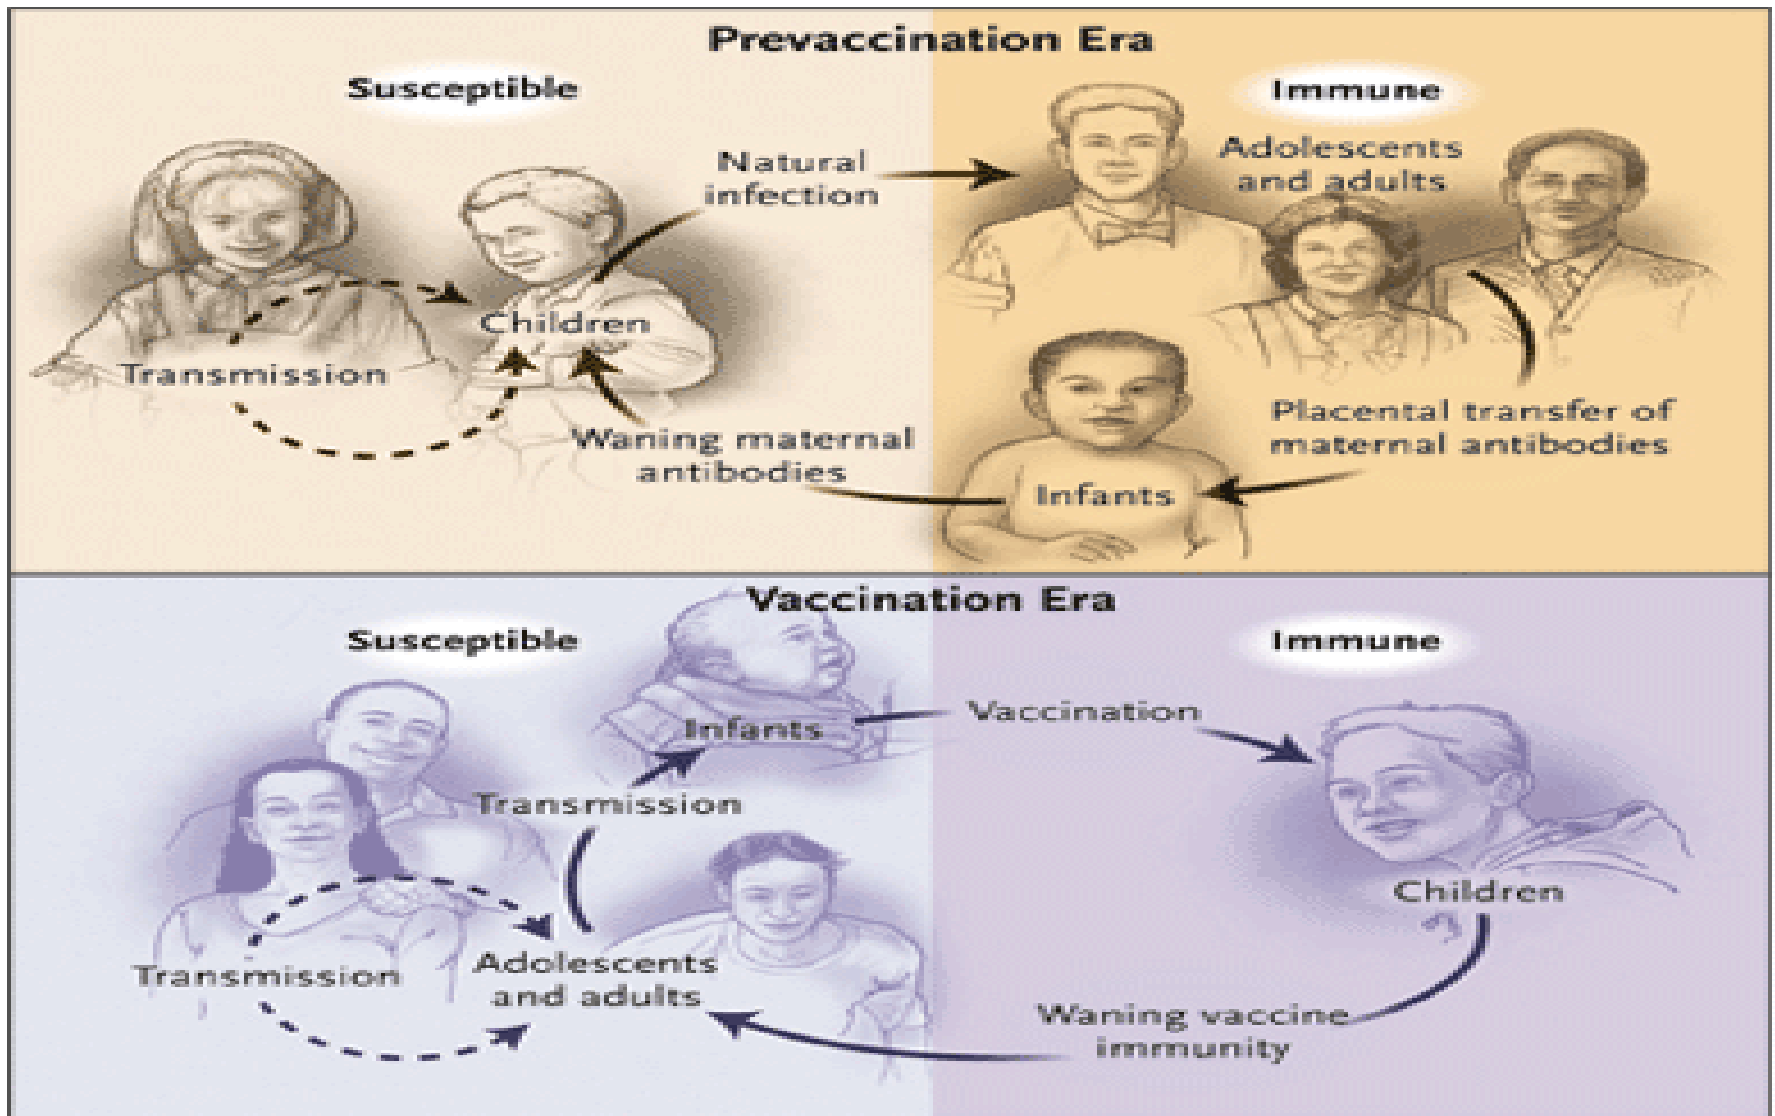 Prevaccination Era
Susceptible
Immune
Natural
infection
Adolescents
and adults
Children
Transmission
Waning maternal
antibodies
Placental transfer of
maternal antibodies
Infants
Vaccination Era
Susceptible
Immune
Infants
Vaccination
Transmission
Children
Transmission
Adolescents
and adults
Waning vaccine
immunity